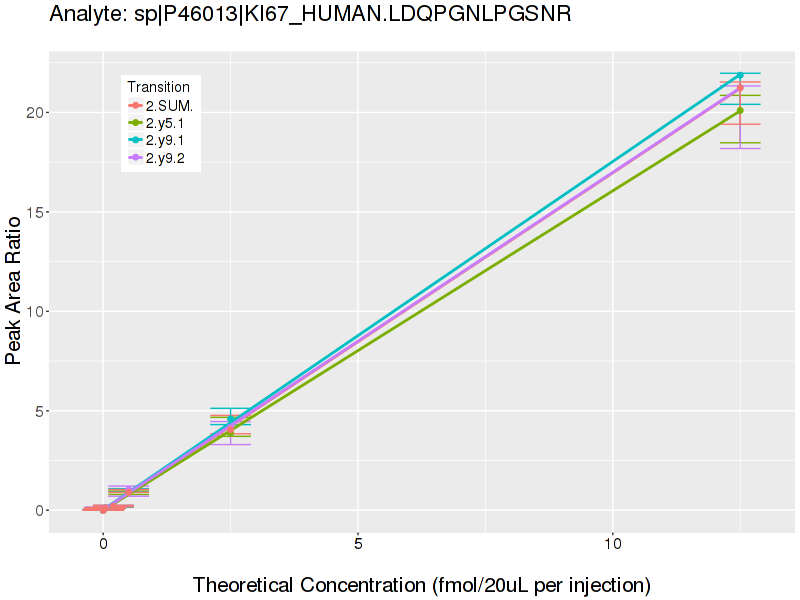 Analyte: sp|P46013|KI67_HUMAN.LDQPGNLPGSNR
Transition
2.SUM.
2.y5.1
2.y9.1
2.y9.2
20
15
10
5
0
Peak Area Ratio
0 5 10
Theoretical Concentration (fmol/20uL per injection)